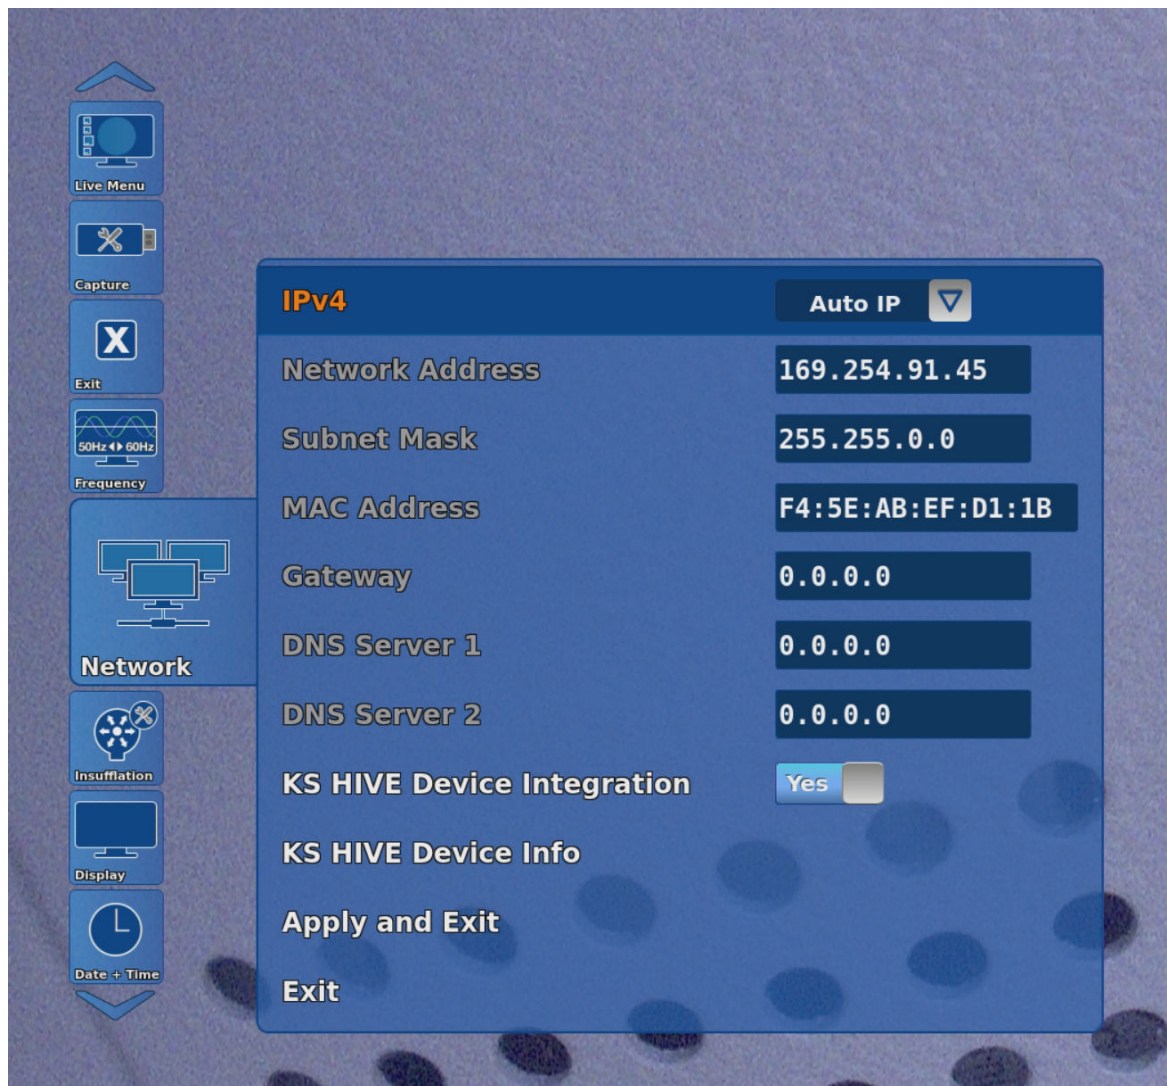 Live Menu
Capture
X
Exit
50Hz 60Hz
Frequency
Network
Insufflation
Display
Date + Time
IPv4 Auto IP
Network Address 169.254.91.45
Subnet Mask 255.255.0.0
MAC Address F4:5E:AB:EF:D1:1B
Gateway 0.0.0.0
DNS Server 1 0.0.0.0
DNS Server 2 0.0.0.0
KS HIVE Device Integration Yes
KS HIVE Device Info
Apply and Exit
Exit